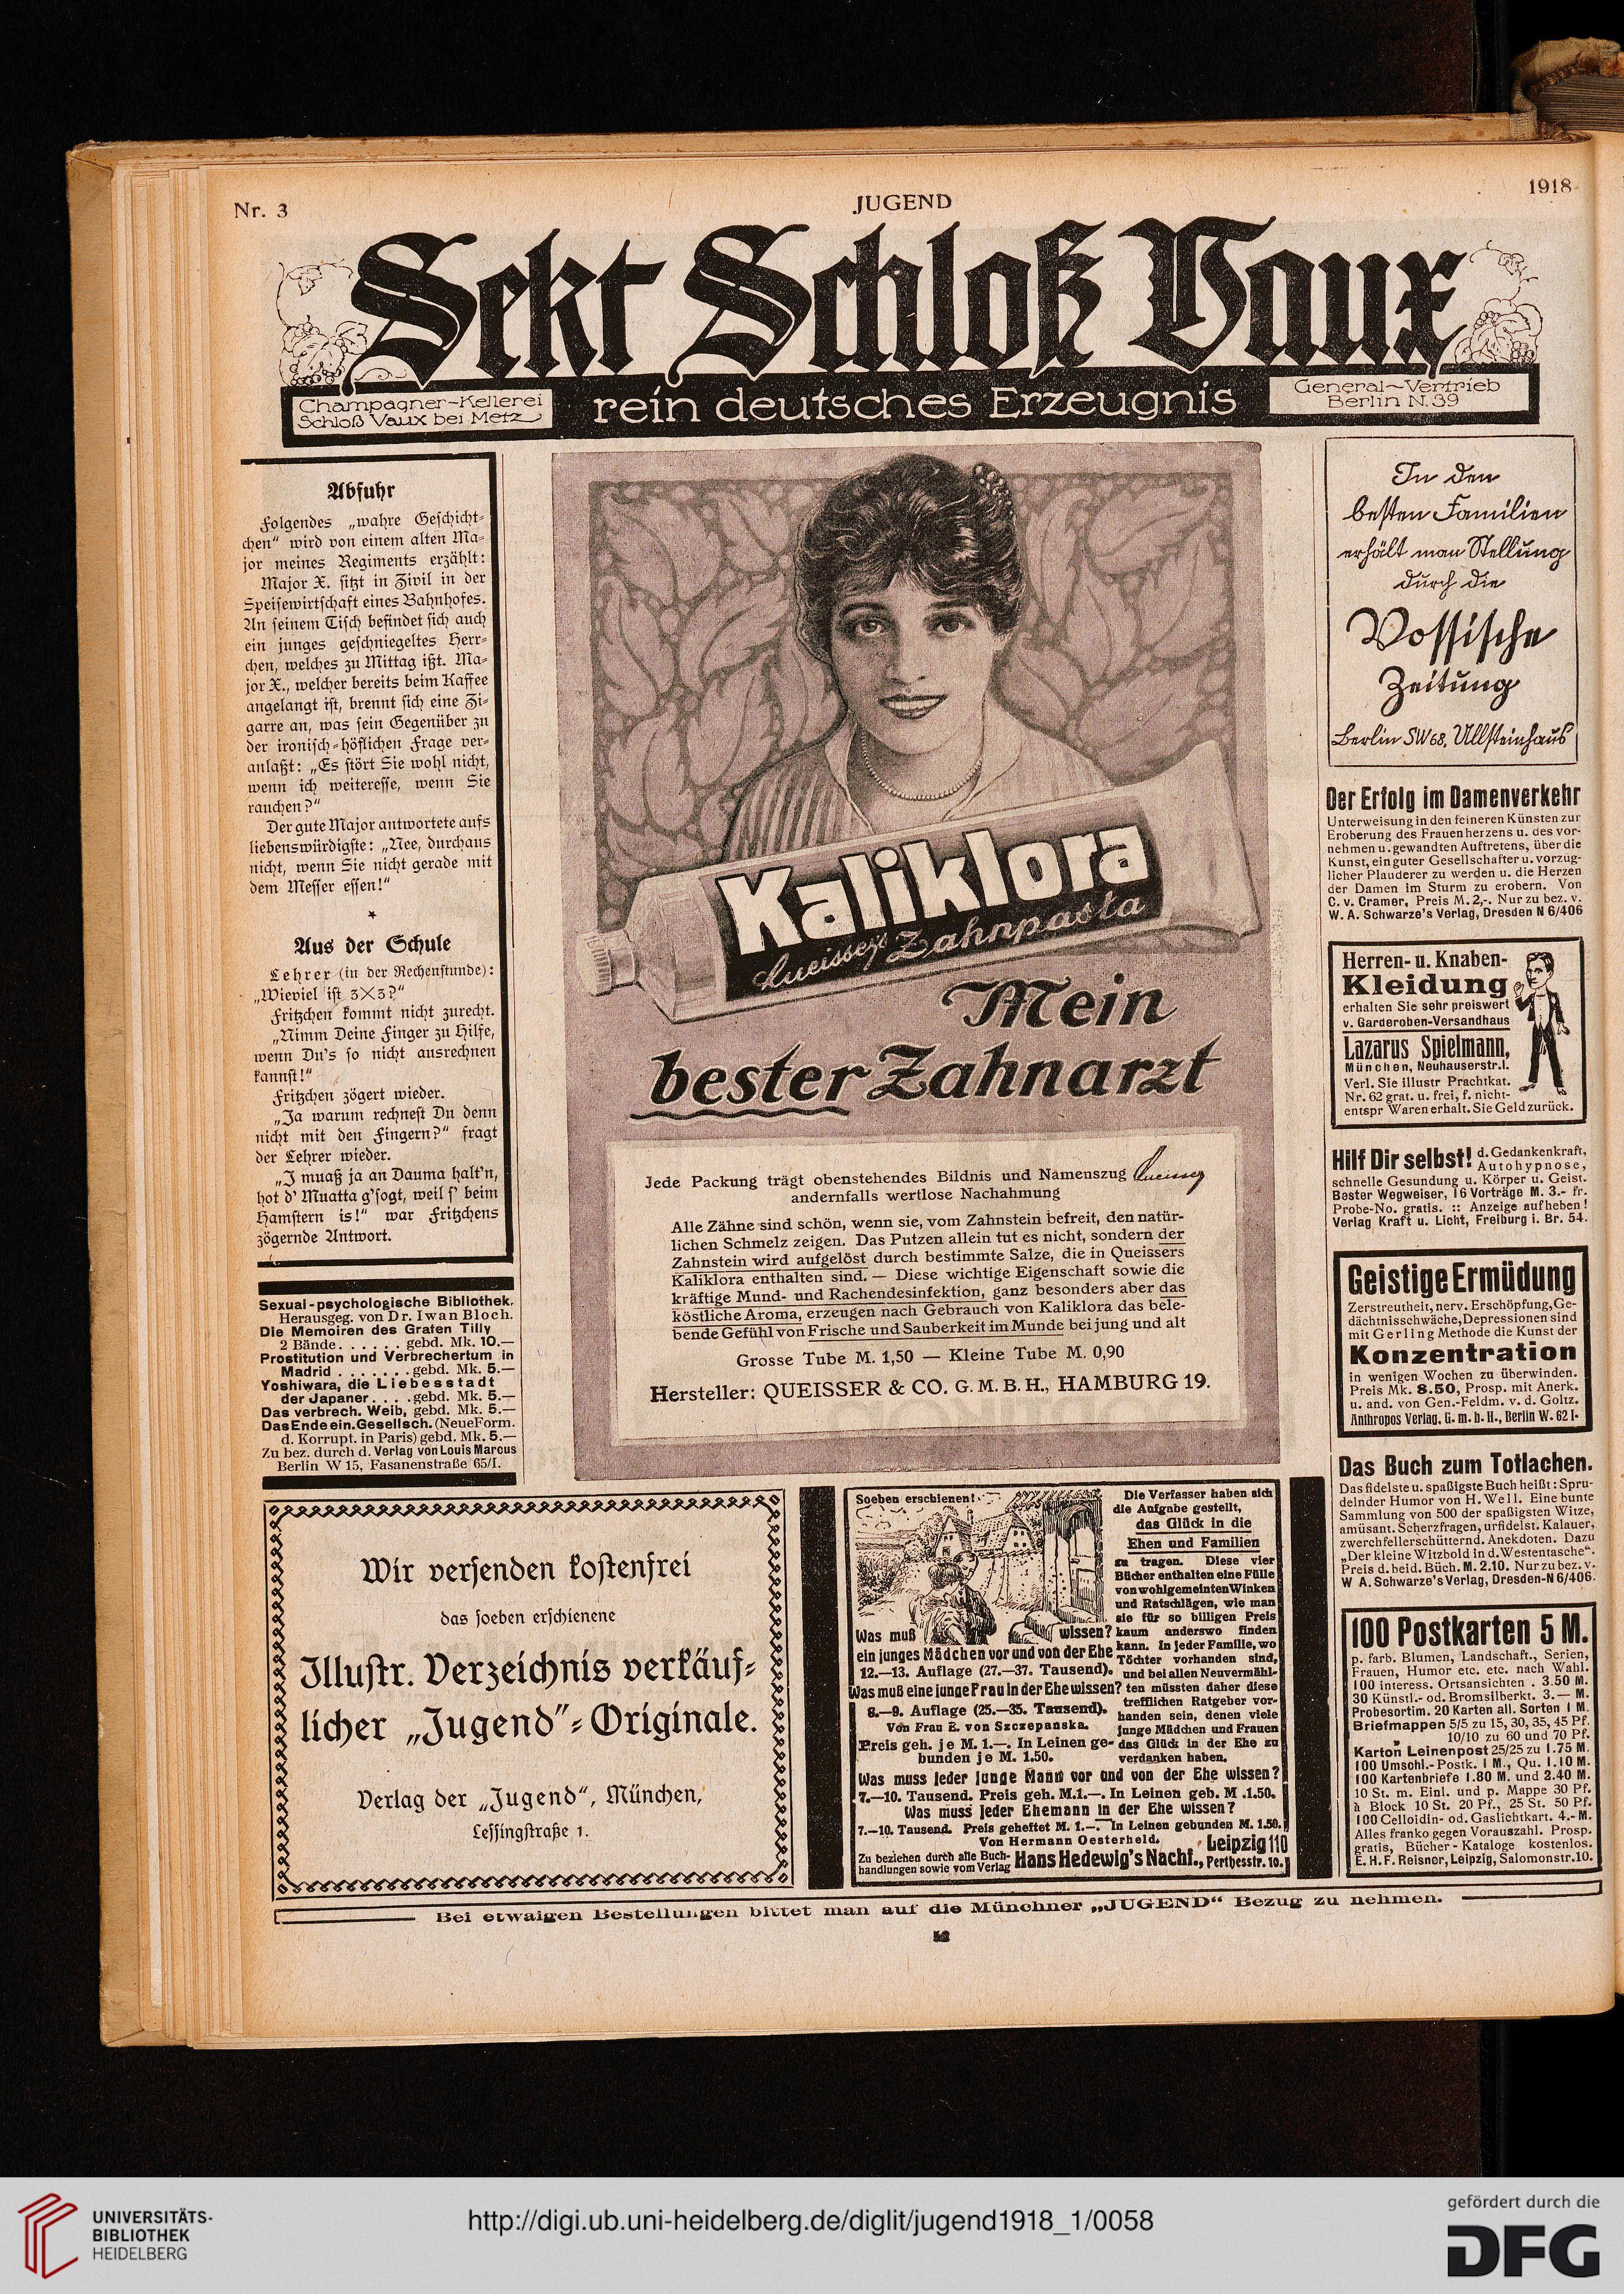 Nr. 3
JUGEND
1918
Sekt Schloß Vaux
Champagner-Kellerei
Schloß Vaux bei Metz
rein deutsches Erzeugnis
General-Vertrieb
Berlin N. 39
Abfuhr
Folgendes „wahre Geschicht-
chen“ wird von einem alten Ma-
jor meines Regiments erzählt:
Major X. sitzt in Zivil in der
Speisewirtschaft eines Bahnhofes.
An seinem Tisch befindet sich auch
ein junges geschniegeltes Herr-
chen, welches zu Mittag ißt. Ma-
jor X., welcher bereits beim Kaffee
angelangt ist, brennt sich eine Zi-
garre an, was sein Gegenüber zu
der ironisch-höflichen Frage ver-
anlaßt: „Es stört Sie wohl nicht,
wenn ich weiteresse, wenn Sie
rauchen?“
Der gute Major antwortete aufs
liebenswürdigste: „Nee, durchaus
nicht, wenn Sie nicht gerade mit
dem Messer essen!“
*
Aus der Schule
Lehrer (in der Rechenstunde):
„Wieviel ist 3×3?“
Fritzchen kommt nicht zurecht.
„Nimm Deine Finger zu Hilfe,
wenn Du's so nicht ausrechnen
kannst!“
Fritzchen zögert wieder.
„Ja warum rechnest Du denn
nicht mit den Fingern?“ fragt
der Lehrer wieder.
„I muaß ja an Dauma halt'n,
hot d' Muatta g'sogt, weil s' beim
Hamstern is!“ war Fritzchens
zögernde Antwort.
Sexual-psychologische Bibliothek.
Herausgeg. von Dr. Iwan Bloch.
Die Memoiren des Grafen Tilly
2 Bände. . . . . . gebd. Mk. 10.—
Prostitution und Verbrechertum in
Madrid . . . . . . . gebd. Mk. 5.—
Yoshiwara, die Liebesstadt
der Japaner. . . . gebd. Mk. 5.—
Das verbrech. Weib, gebd. Mk. 5.—
Das Ende ein. Gesellsch. (Neue Form.
d. Korrupt. in Paris) gebd. Mk. 5.—
Zu bez. durch d. Verlag von Louis Marcus
Berlin W 15, Fasanenstraße 65/I.
Kaliklora
Queisser's Zahnpasta
Mein
bester Zahnarzt
Jede Packung trägt obenstehendes Bildnis und Namenszug Queisser
andernfalls wertlose Nachahmung
Alle Zähne sind schön, wenn sie, vom Zahnstein befreit, den natür-
lichen Schmelz zeigen. Das Putzen allein tut es nicht, sondern der
Zahnstein wird aufgelöst durch bestimmte Salze, die in Queissers
Kaliklora enthalten sind. — Diese wichtige Eigenschaft sowie die
kräftige Mund- und Rachendesinfektion, ganz besonders aber das
köstliche Aroma, erzeugen nach Gebrauch von Kaliklora das bele-
bende Gefühl von Frische und Sauberkeit im Munde bei jung und alt
Grosse Tube M. 1,50 — Kleine Tube M. 0,90
Hersteller: QUEISSER & CO. G. M. B. H., HAMBURG 19.
In den
besten Familien
erhält man Stellung
durch die
Vossische
Zeitung
Berlin SW 68, Ullsteinhaus
Der Erfolg im Damenverkehr
Unterweisung in den feineren Künsten zur
Eroberung des Frauenherzens u. des vor-
nehmen u. gewandten Auftretens, über die
Kunst, ein guter Gesellschafter u. vorzüg-
licher Plauderer zu werden u. die Herzen
der Damen im Sturm zu erobern. Von
C. v. Cramer, Preis M. 2,-. Nur zu bez. v.
W. A. Schwarze's Verlag, Dresden N 6/406
Herren- u. Knaben-
Kleidung
erhalten Sie sehr preiswert
v. Garderoben-Versandhaus
Lazarus Spielmann,
München, Neuhauserstr. I.
Verl. Sie illustr Prachtkat.
Nr. 62 grat. u. frei, f. nicht-
entspr Waren erhalt. Sie Geld zurück.
Hilf Dir selbst! d. Gedankenkraft,
Autohypnose,
schnelle Gesundung u. Körper u. Geist.
Bester Wegweiser, 16 Vorträge M. 3.- fr.
Probe-No. gratis. :: Anzeige aufheben!
Verlag Kraft u. Licht, Freiburg i. Br. 54.
Geistige Ermüdung
Zerstreutheit, nerv. Erschöpfung, Ge-
dächtnisschwäche, Depressionen sind
mit Gerling Methode die Kunst der
Konzentration
in wenigen Wochen zu überwinden.
Preis Mk. 8.50, Prosp. mit Anerk.
u. and. von Gen.-Feldm. v. d. Goltz.
Anthropos Verlag, G. m. b. H., Berlin W. 62 I.
Das Buch zum Totlachen.
Das fidelste u. spaßigste Buch heißt: Spru-
delnder Humor von H. Well. Eine bunte
Sammlung von 500 der spaßigsten Witze,
amüsant. Scherzfragen, urfidelst. Kalauer,
zwerchfellerschütternd. Anekdoten. Dazu
„Der kleine Witzbold in d. Westentasche“.
Preis d. beid. Büch. M. 2.10. Nur zu bez. v.
W A. Schwarze's Verlag, Dresden-N 6/406.
100 Postkarten 5 M.
p. farb. Blumen, Landschaft., Serien,
Frauen, Humor etc. etc. nach Wahl.
100 interess. Ortsansichten . 3.50 M.
30 Künstl.- od. Bromsilberkt. 3.— M.
Probesortim. 20 Karten all. Sorten 1 M.
Briefmappen 5/5 zu 15, 30, 35, 45 Pf.
„ 10/10 zu 60 und 70 Pf.
Karton Leinenpost 25/25 zu 1.75 M.
100 Umschl.-Postk. 1 M., Qu. 1.10 M.
100 Kartenbriefe 1.80 M. und 2.40 M.
10 St. m. Einl. und p. Mappe 30 Pf.
à Block 10 St. 20 Pf., 25 St. 50 Pf.
100 Celloidin- od. Gaslichtkart. 4.- M.
Alles franko gegen Vorauszahl. Prosp.
gratis, Bücher-Kataloge kostenlos.
E. H. F. Reisner, Leipzig, Salomonstr. 10.
Wir versenden kostenfrei
das soeben erschienene
Illustr. Verzeichnis verkäuf-
licher „Jugend“-Originale.
Verlag der „Jugend“, München,
Lessingstraße 1.
Soeben erschienen!
Was muß wissen?
ein junges Mädchen vor und von der Ehe
12.—13. Auflage (27.—37. Tausend).
Was muß eine junge Frau in der Ehe wissen?
8.—9. Auflage (25.—35. Tausend).
Von Frau E. von Szczepanska.
Preis geh. je M. 1.—. In Leinen ge-
bunden je M. 1.50.
Die Verfasser haben sich
die Aufgabe gestellt,
das Glück in die
Ehen und Familien
zu tragen. Diese vier
Bücher enthalten eine Fülle
von wohlgemeinten Winken
und Ratschlägen, wie man
sie für so billigen Preis
kaum anderswo finden
kann. In jeder Familie, wo
Töchter vorhanden sind,
und bei allen Neuvermähl-
ten müssten daher diese
trefflichen Ratgeber vor-
handen sein, denen viele
junge Mädchen und Frauen
das Glück in der Ehe zu
verdanken haben.
Was muss jeder junge Mann vor und von der Ehe wissen?
7.—10. Tausend. Preis geh. M. 1.—. In Leinen geb. M .1.50.
Was muss jeder Ehemann in der Ehe wissen?
7.—10. Tausend. Preis geheftet M. 1.—. In Leinen gebunden M. 1.50.
Von Hermann Oesterheld.
Zu beziehen durch alle Buch-
handlungen sowie vom Verlag Hans Hedewig's Nachf., Leipzig 110
Perthesstr. 10.
Bei etwaigen Bestellungen bittet man auf die Münchner „JUGEND“ Bezug zu nehmen.
52
UNIVERSITÄTS-
BIBLIOTHEK
HEIDELBERG
http://digi.ub.uni-heidelberg.de/diglit/jugend1918_1/0058
gefördert durch die
DFG